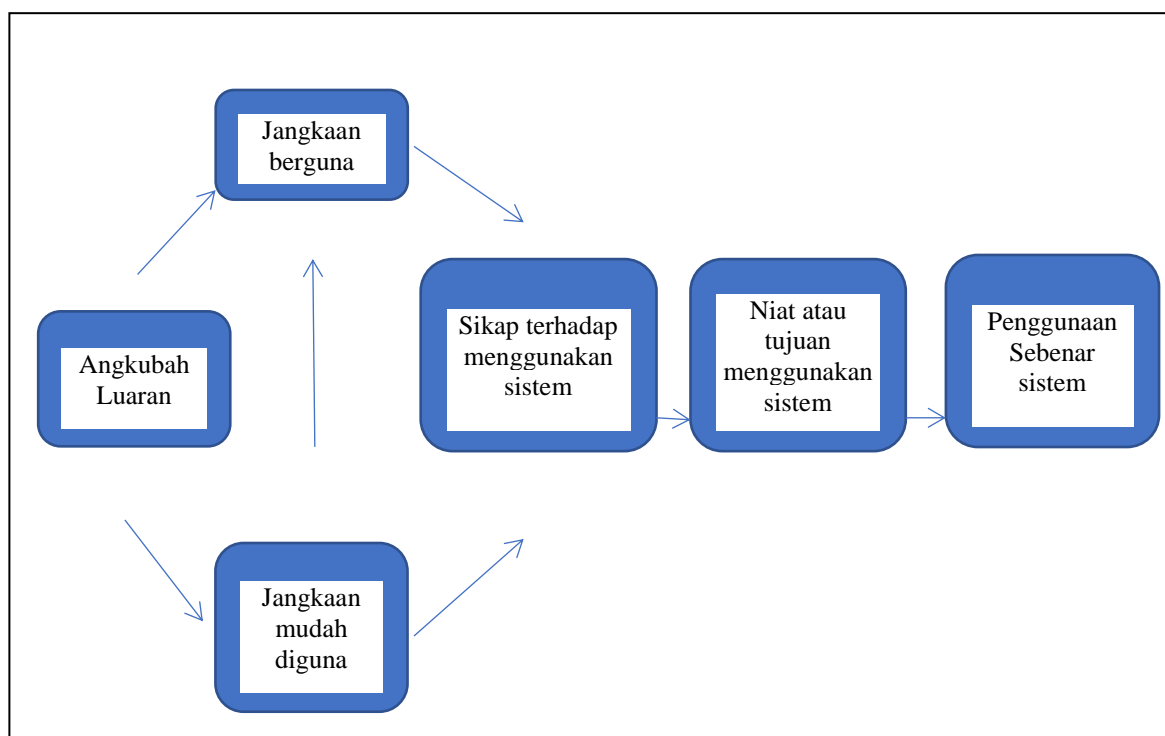 Jangkaan
berguna
Angkubah
Luaran
Sikap terhadap
menggunakan
sistem
Niat atau
tujuan
menggunakan
sistem
Penggunaan
Sebenar
sistem
Jangkaan
mudah
diguna